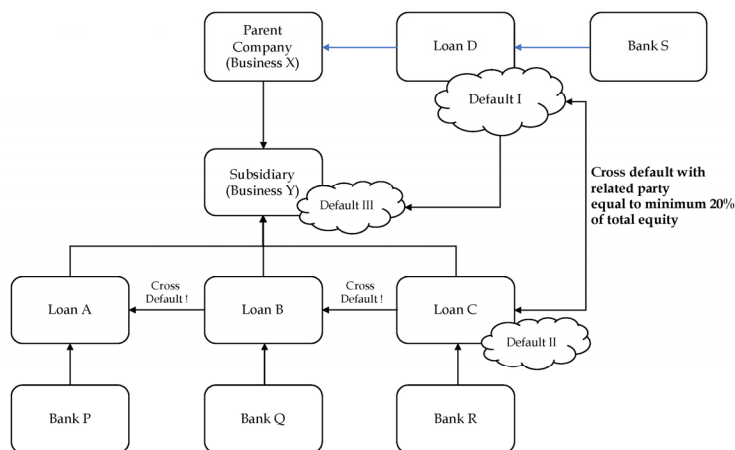 Parent
Company
(Business X)
Loan D
Bank S
Default I
Subsidiary
(Business Y)
Default III
Cross default with
related party
equal to minimum 20%
of total equity
Loan A
Cross
Default !
Loan B
Cross
Default !
Loan C
Default II
Bank P
Bank Q
Bank R